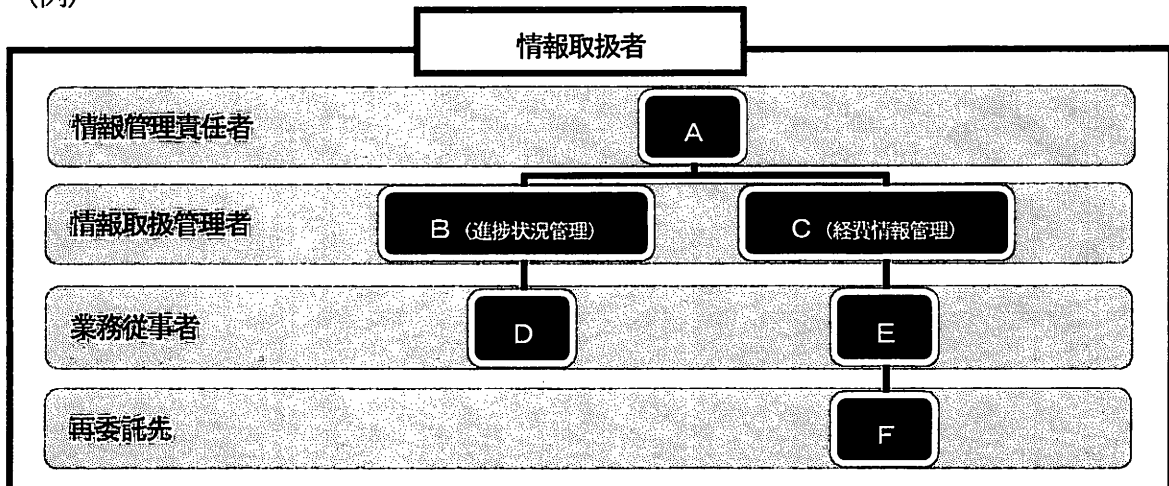 (例)
情報取扱者
情報管理責任者
A
情報取扱管理者
B (進捗状況管理)
C (経費情報管理)
業務従事者
D
E
再委託先
F